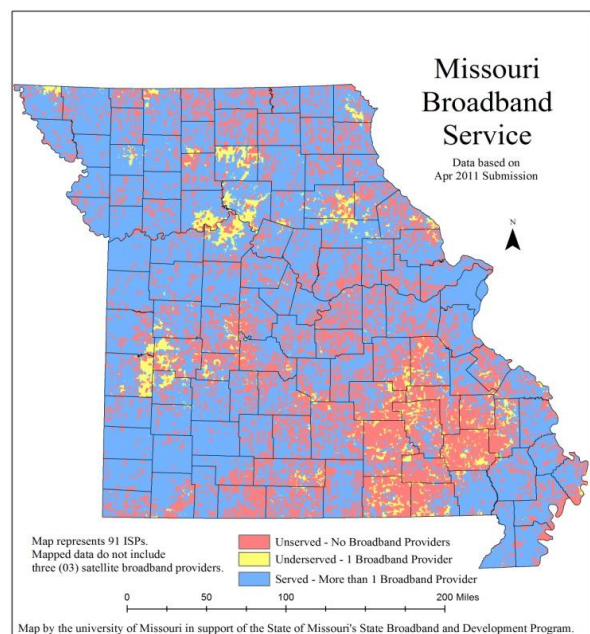 Missouri
Broadband
Service
Data based on
Apr 2011 Submission
N
Map represents 91 ISPs.
Mapped data do not include
three (03) satellite broadband providers.
Unserved - No Broadband Providers
Underserved - 1 Broadband Provider
Served - More than 1 Broadband Provider
0 50 100 200 Miles
Map by the university of Missouri in support of the State of Missouri's State Broadband and Development Program.